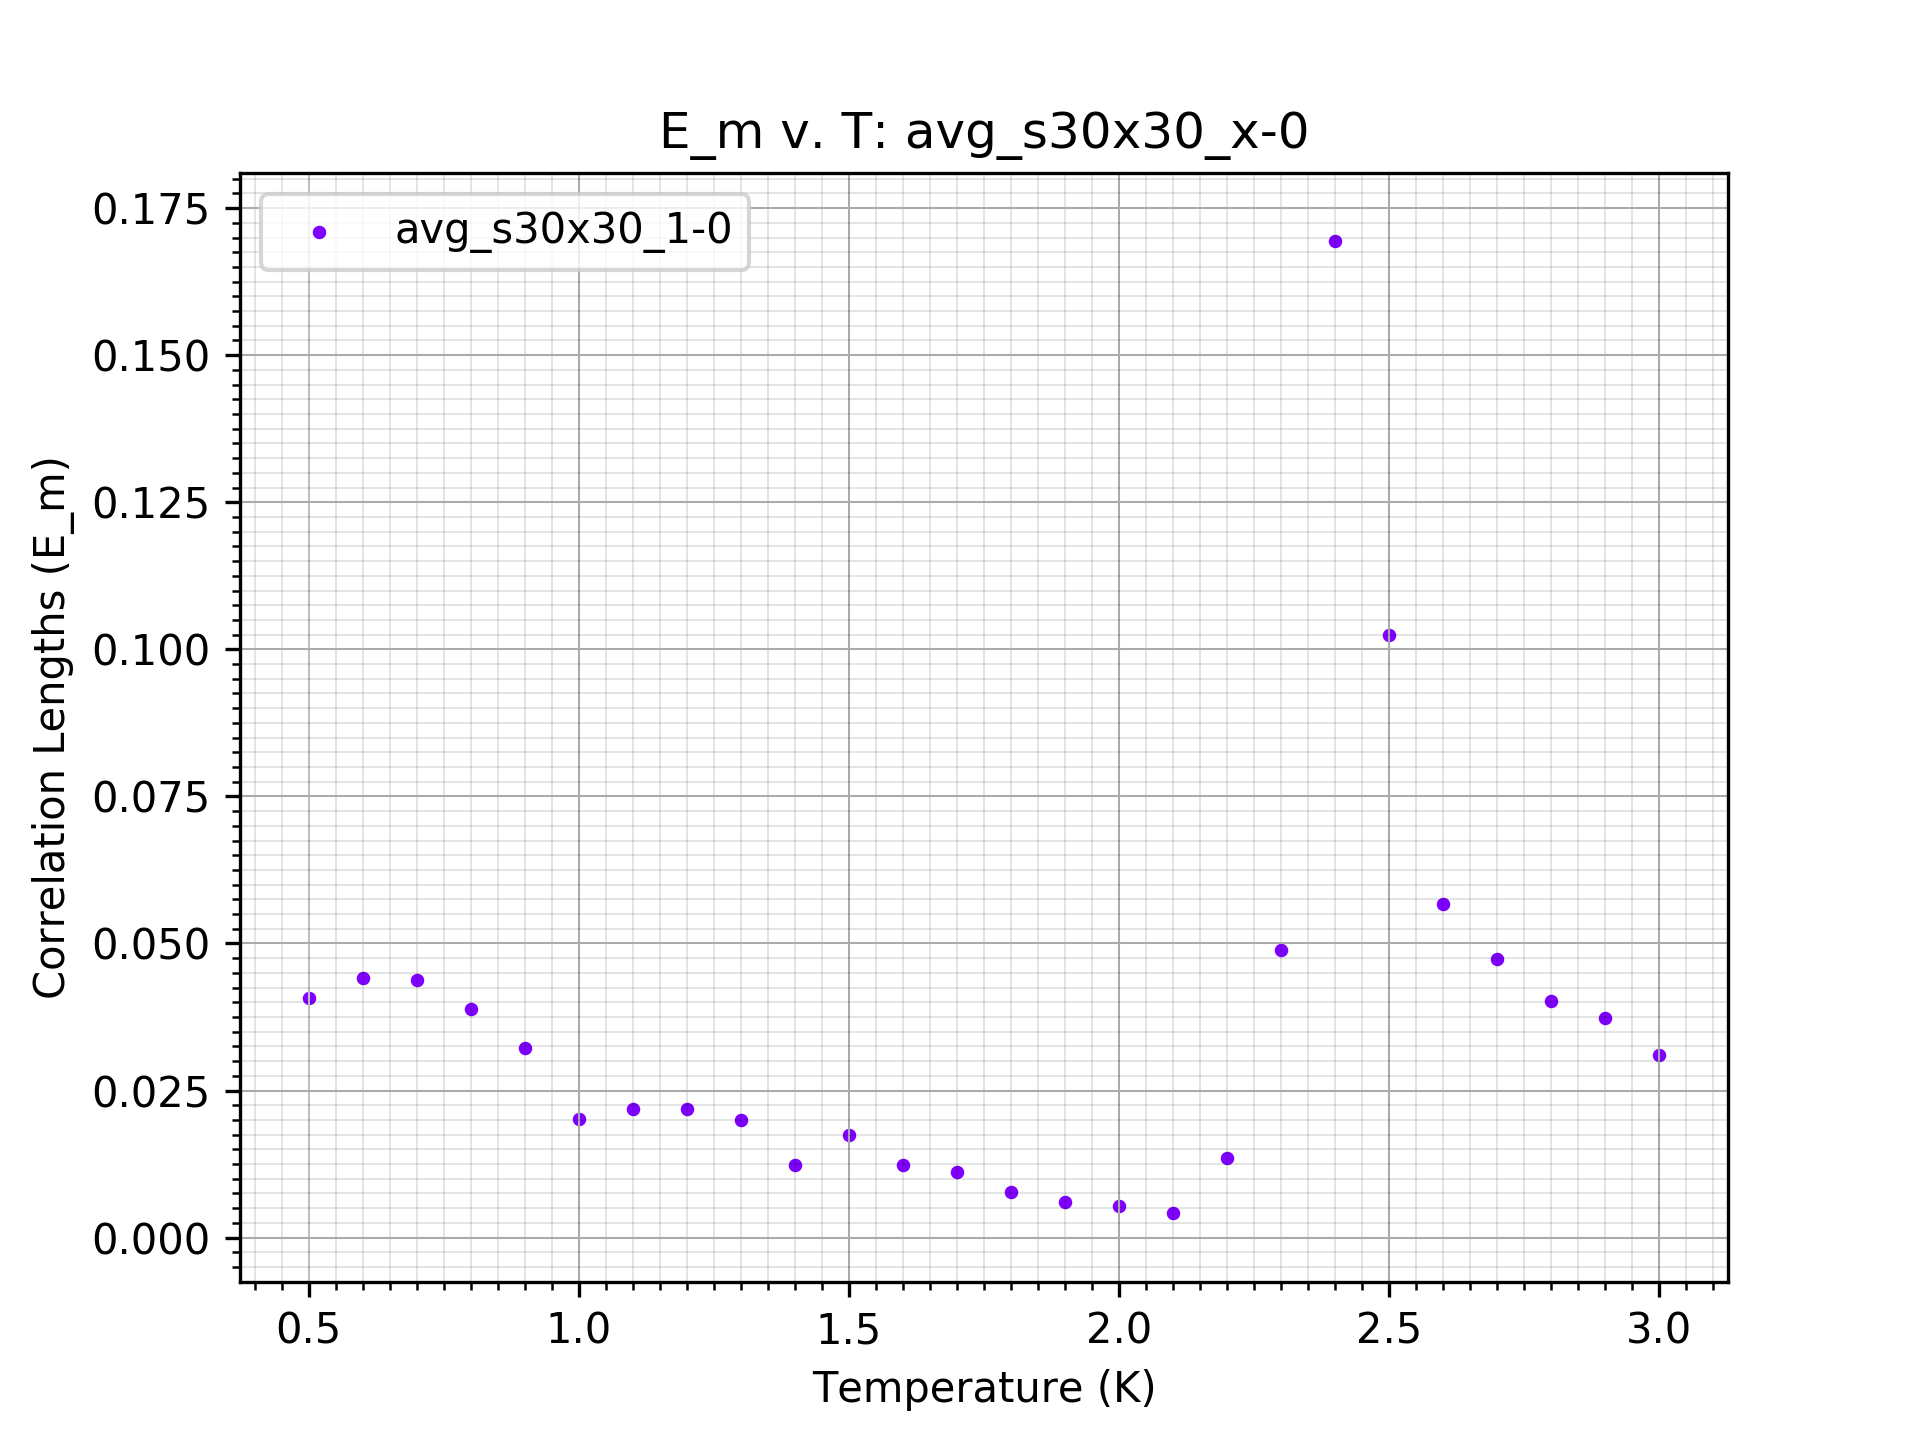 E_m v. T: avg_s30x30_x-0
avg_s30x30_1-0
Correlation Lengths (E_m)
0.175
0.150
0.125
0.100
0.075
0.050
0.025
0.000
0.5 1.0 1.5 2.0 2.5 3.0
Temperature (K)